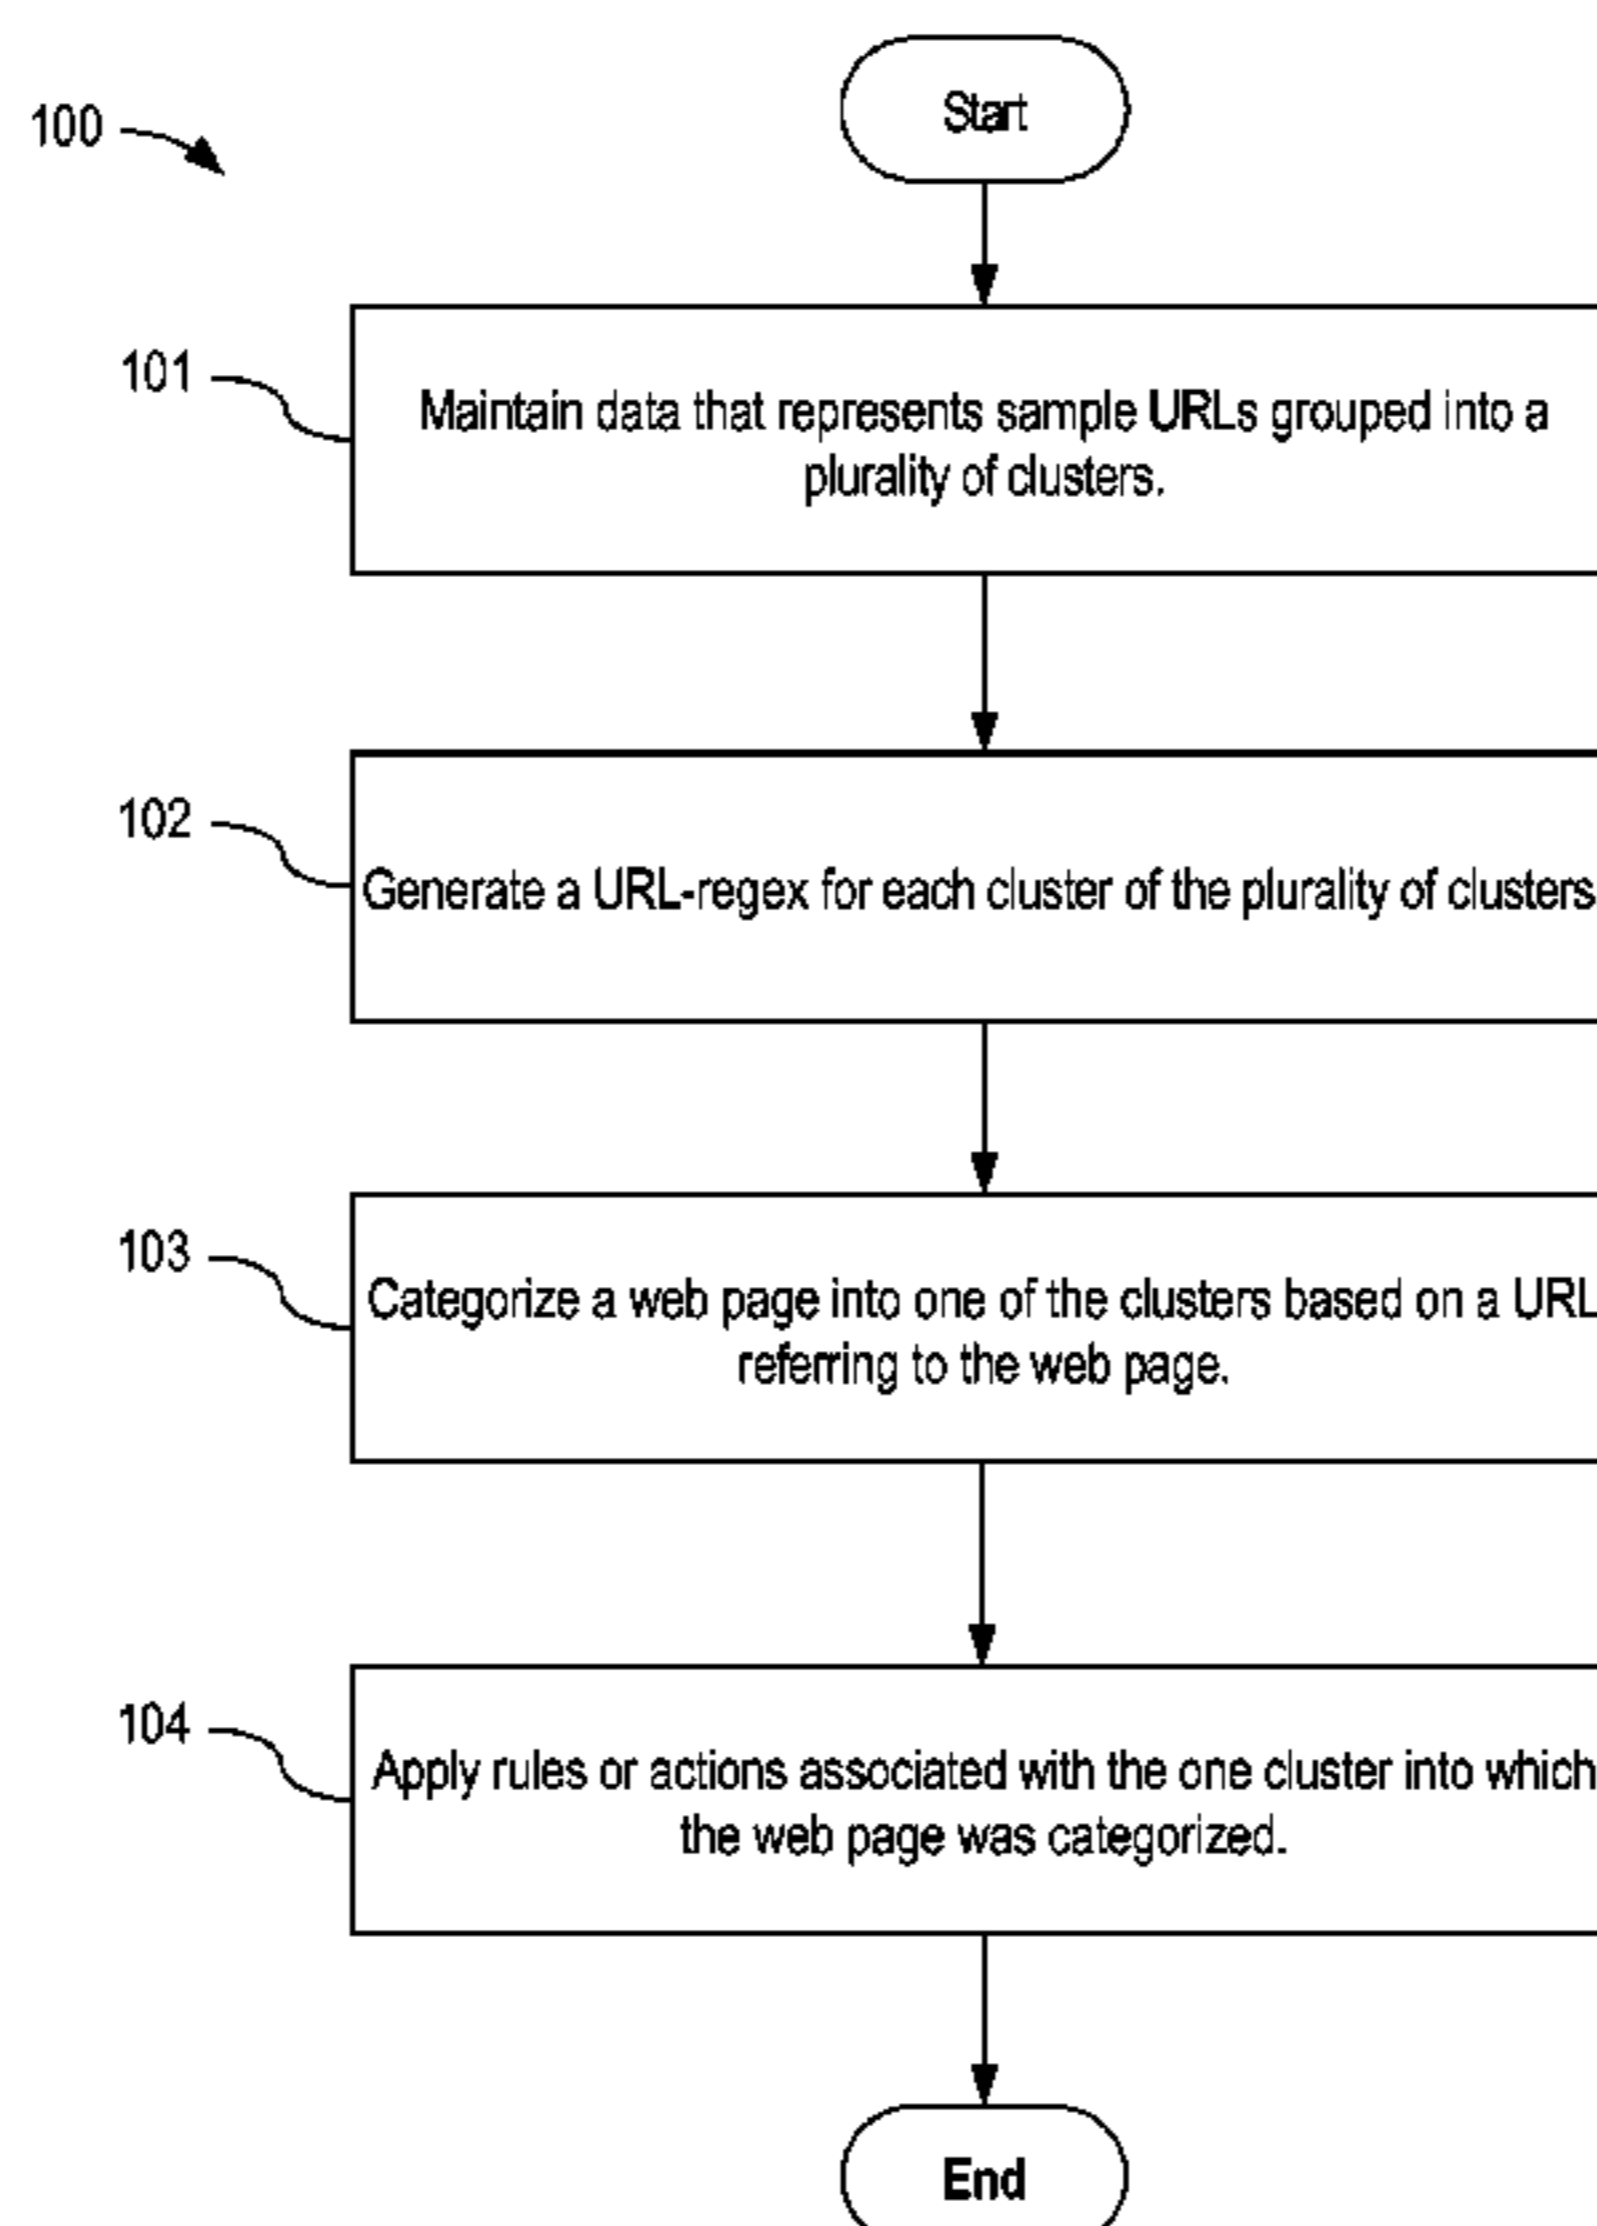 100
Start
101
Maintain data that represents sample URLs grouped into a
plurality of clusters.
102
Generate a URL-regex for each cluster of the plurality of clusters
103
Categorize a web page into one of the clusters based on a URL
referring to the web page.
104
Apply rules or actions associated with the one cluster into which
the web page was categorized.
End